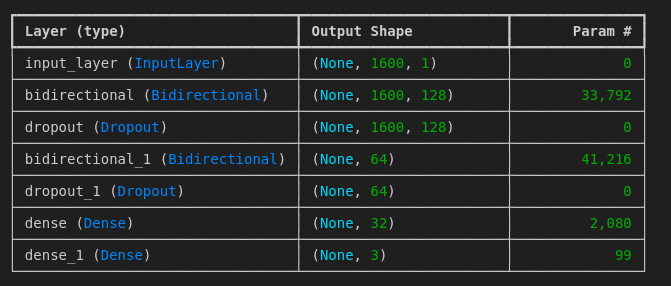 Layer (type) Output Shape Param #
input_layer (InputLayer) (None, 1600, 1) 0
bidirectional (Bidirectional) (None, 1600, 128) 33,792
dropout (Dropout) (None, 1600, 128) 0
bidirectional_1 (Bidirectional) (None, 64) 41,216
dropout_1 (Dropout) (None, 64) 0
dense (Dense) (None, 32) 2,080
dense_1 (Dense) (None, 3) 99